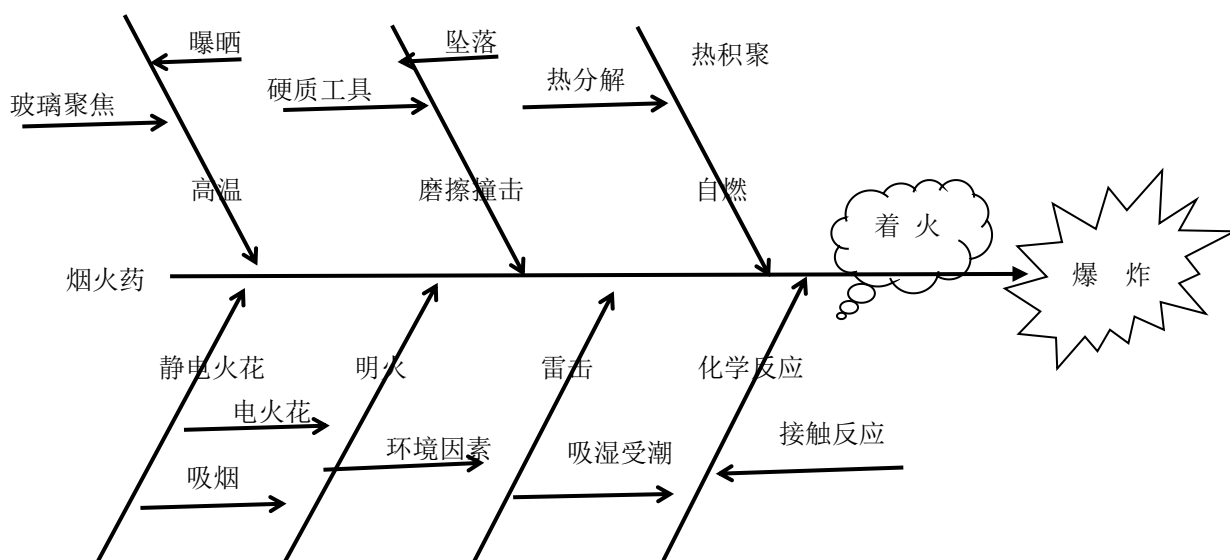 曝晒
坠落
热积聚
热分解
硬质工具
玻璃聚焦
高温
磨擦撞击
自燃
着 火
烟火药
爆 炸
静电火花
明火
雷击
化学反应
电火花
接触反应
环境因素
吸湿受潮
吸烟